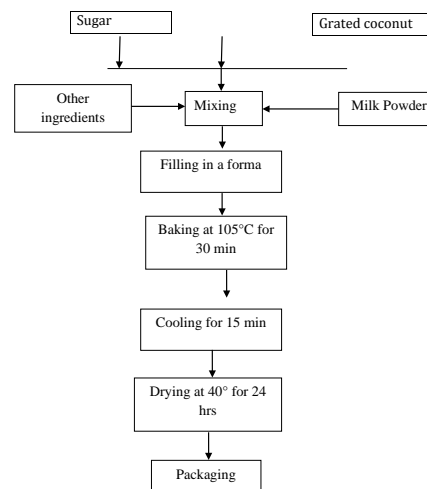 Sugar
Grated coconut
Other
ingredients
Mixing
Milk Powder
Filling in a forma
Baking at 105°C for
30 min
Cooling for 15 min
Drying at 40° for 24
hrs
Packaging